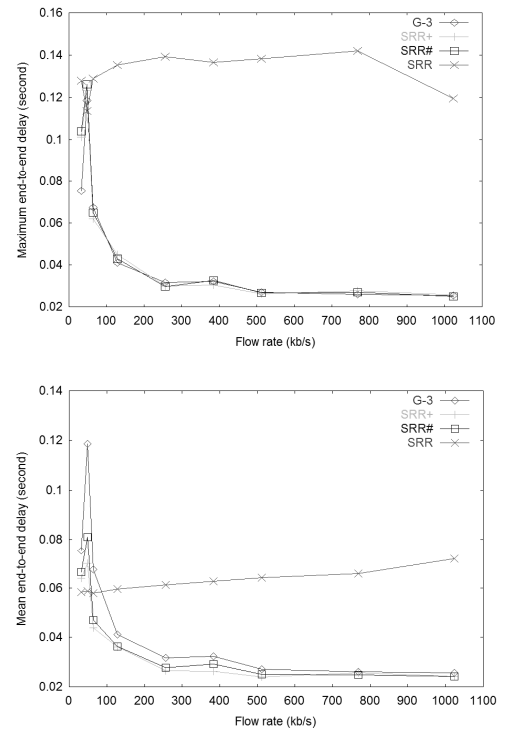 0.16
0.14
0.12
0.1
0.08
0.06
0.04
0.02
Maximum end-to-end delay (second)
G-3
SRR+
SRR#
SRR
0 100 200 300 400 500 600 700 800 900 1000 1100
Flow rate (kb/s)
0.14
0.12
0.1
0.08
0.06
0.04
0.02
Mean end-to-end delay (second)
G-3
SRR+
SRR#
SRR
0 100 200 300 400 500 600 700 800 900 1000 1100
Flow rate (kb/s)